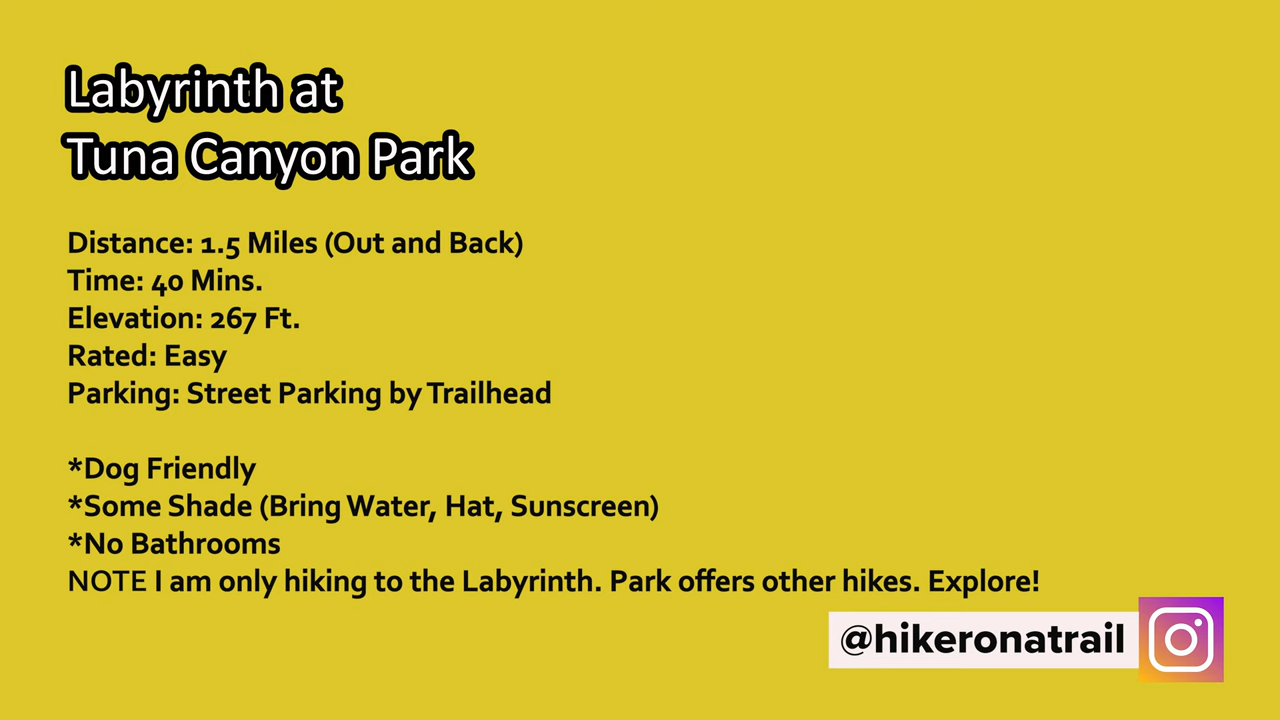 Labyrinth at
Tuna Canyon Park
Distance: 1.5 Miles (Out and Back)
Time: 40 Mins.
Elevation: 267 Ft.
Rated: Easy
Parking: Street Parking by Trailhead
*Dog Friendly
*Some Shade (Bring Water, Hat, Sunscreen)
*No Bathrooms
NOTE I am only hiking to the Labyrinth. Park offers other hikes. Explore!
@hikeronatrail